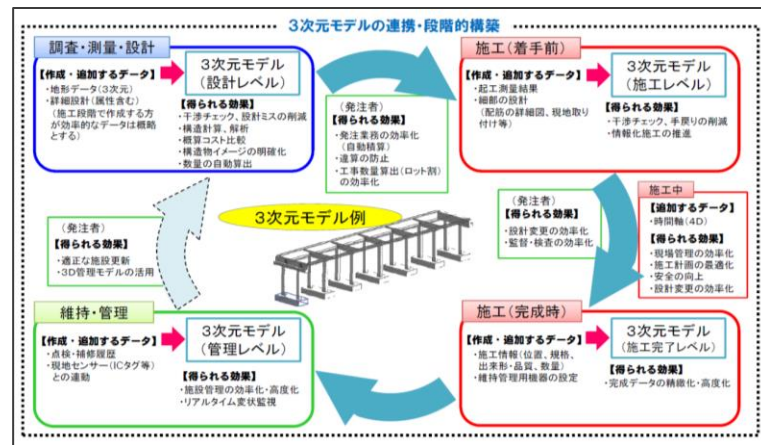 3次元モデルの連携・段階的構築
調査・測量・設計
【作成・追加するデータ】
・地形データ(3次元)
・詳細設計(属性含む)
(施工段階で作成する方
が効率的なデータは概略
とする)
3次元モデル
(設計レベル)
【得られる効果】
・干渉チェック、設計ミスの削減
・構造計算、解析
・概算コスト比較
・構造物イメージの明確化
・数量の自動算出
(発注者)
【得られる効果】
・発注業務の効率化
(自動積算)
・違算の防止
・工事数量算出(ロット割)
の効率化
施工(着手前)
【作成・追加するデータ】
・起工測量結果
・細部の設計
(配筋の詳細図、現地取り
付け等)
3次元モデル
(施工レベル)
【得られる効果】
・干渉チェック、手戻りの削減
・情報化施工の推進
(発注者)
【得られる効果】
・設計変更の効率化
・監督・検査の効率化
施工中
【追加するデータ】
・時間軸(4D)
【得られる効果】
・現場管理の効率化
・施工計画の最適化
・安全の向上
・設計変更の効率化
3次元モデル例
(発注者)
【得られる効果】
・適正な施設更新
・3D管理モデルの活用
維持・管理
【作成・追加するデータ】
・点検・補修履歴
・現地センサー(ICタグ等)
との連動
3次元モデル
(管理レベル)
【得られる効果】
・施設管理の効率化・高度化
・リアルタイム変状監視
施工(完成時)
【作成・追加するデータ】
・施工情報(位置、規格、
出来形・品質、数量)
・維持管理用機器の設定
3次元モデル
(施工完了レベル)
【得られる効果】
・完成データの精緻化・高度化